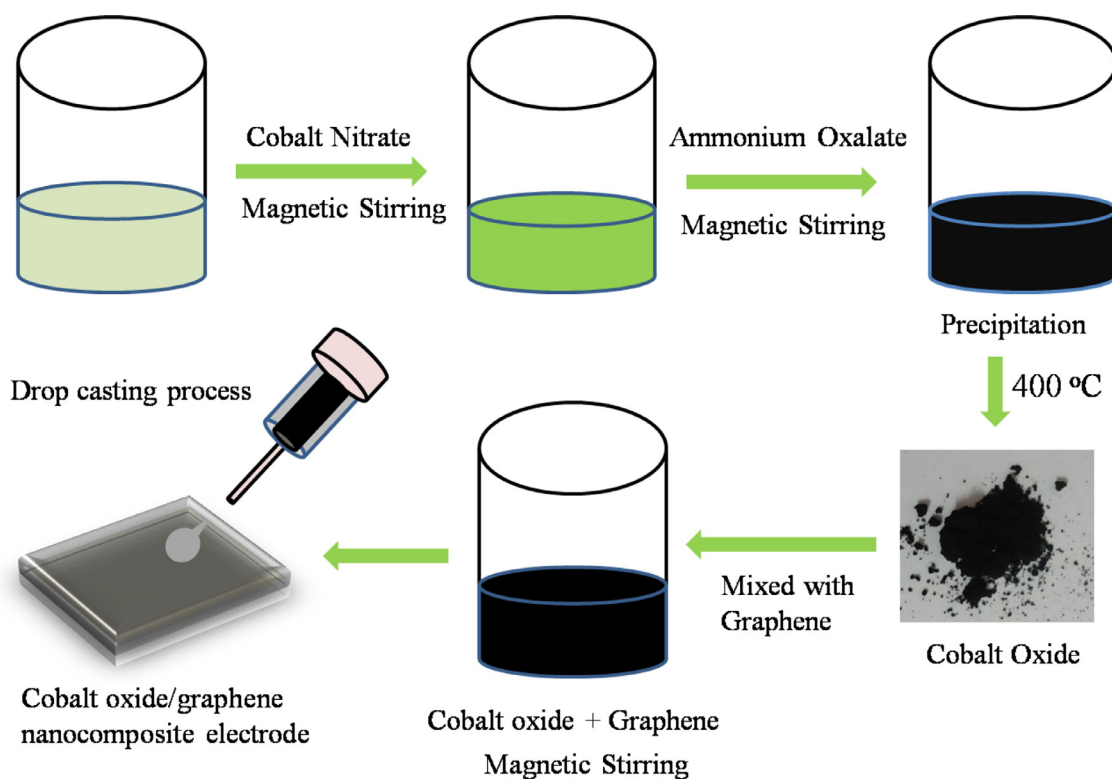 Cobalt Nitrate
Magnetic Stirring
Ammonium Oxalate
Magnetic Stirring
Precipitation
400 ºC
Cobalt Oxide
Mixed with
Graphene
Cobalt oxide + Graphene
Magnetic Stirring
Drop casting process
Cobalt oxide/graphene
nanocomposite electrode